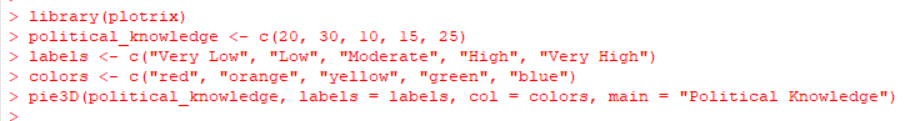 > library(plotrix)
> political_knowledge <- c(20, 30, 10, 15, 25)
> labels <- c("Very Low", "Low", "Moderate", "High", "Very High")
> colors <- c("red", "orange", "yellow", "green", "blue")
> pie3D(political_knowledge, labels = labels, col = colors, main = "Political Knowledge")
>